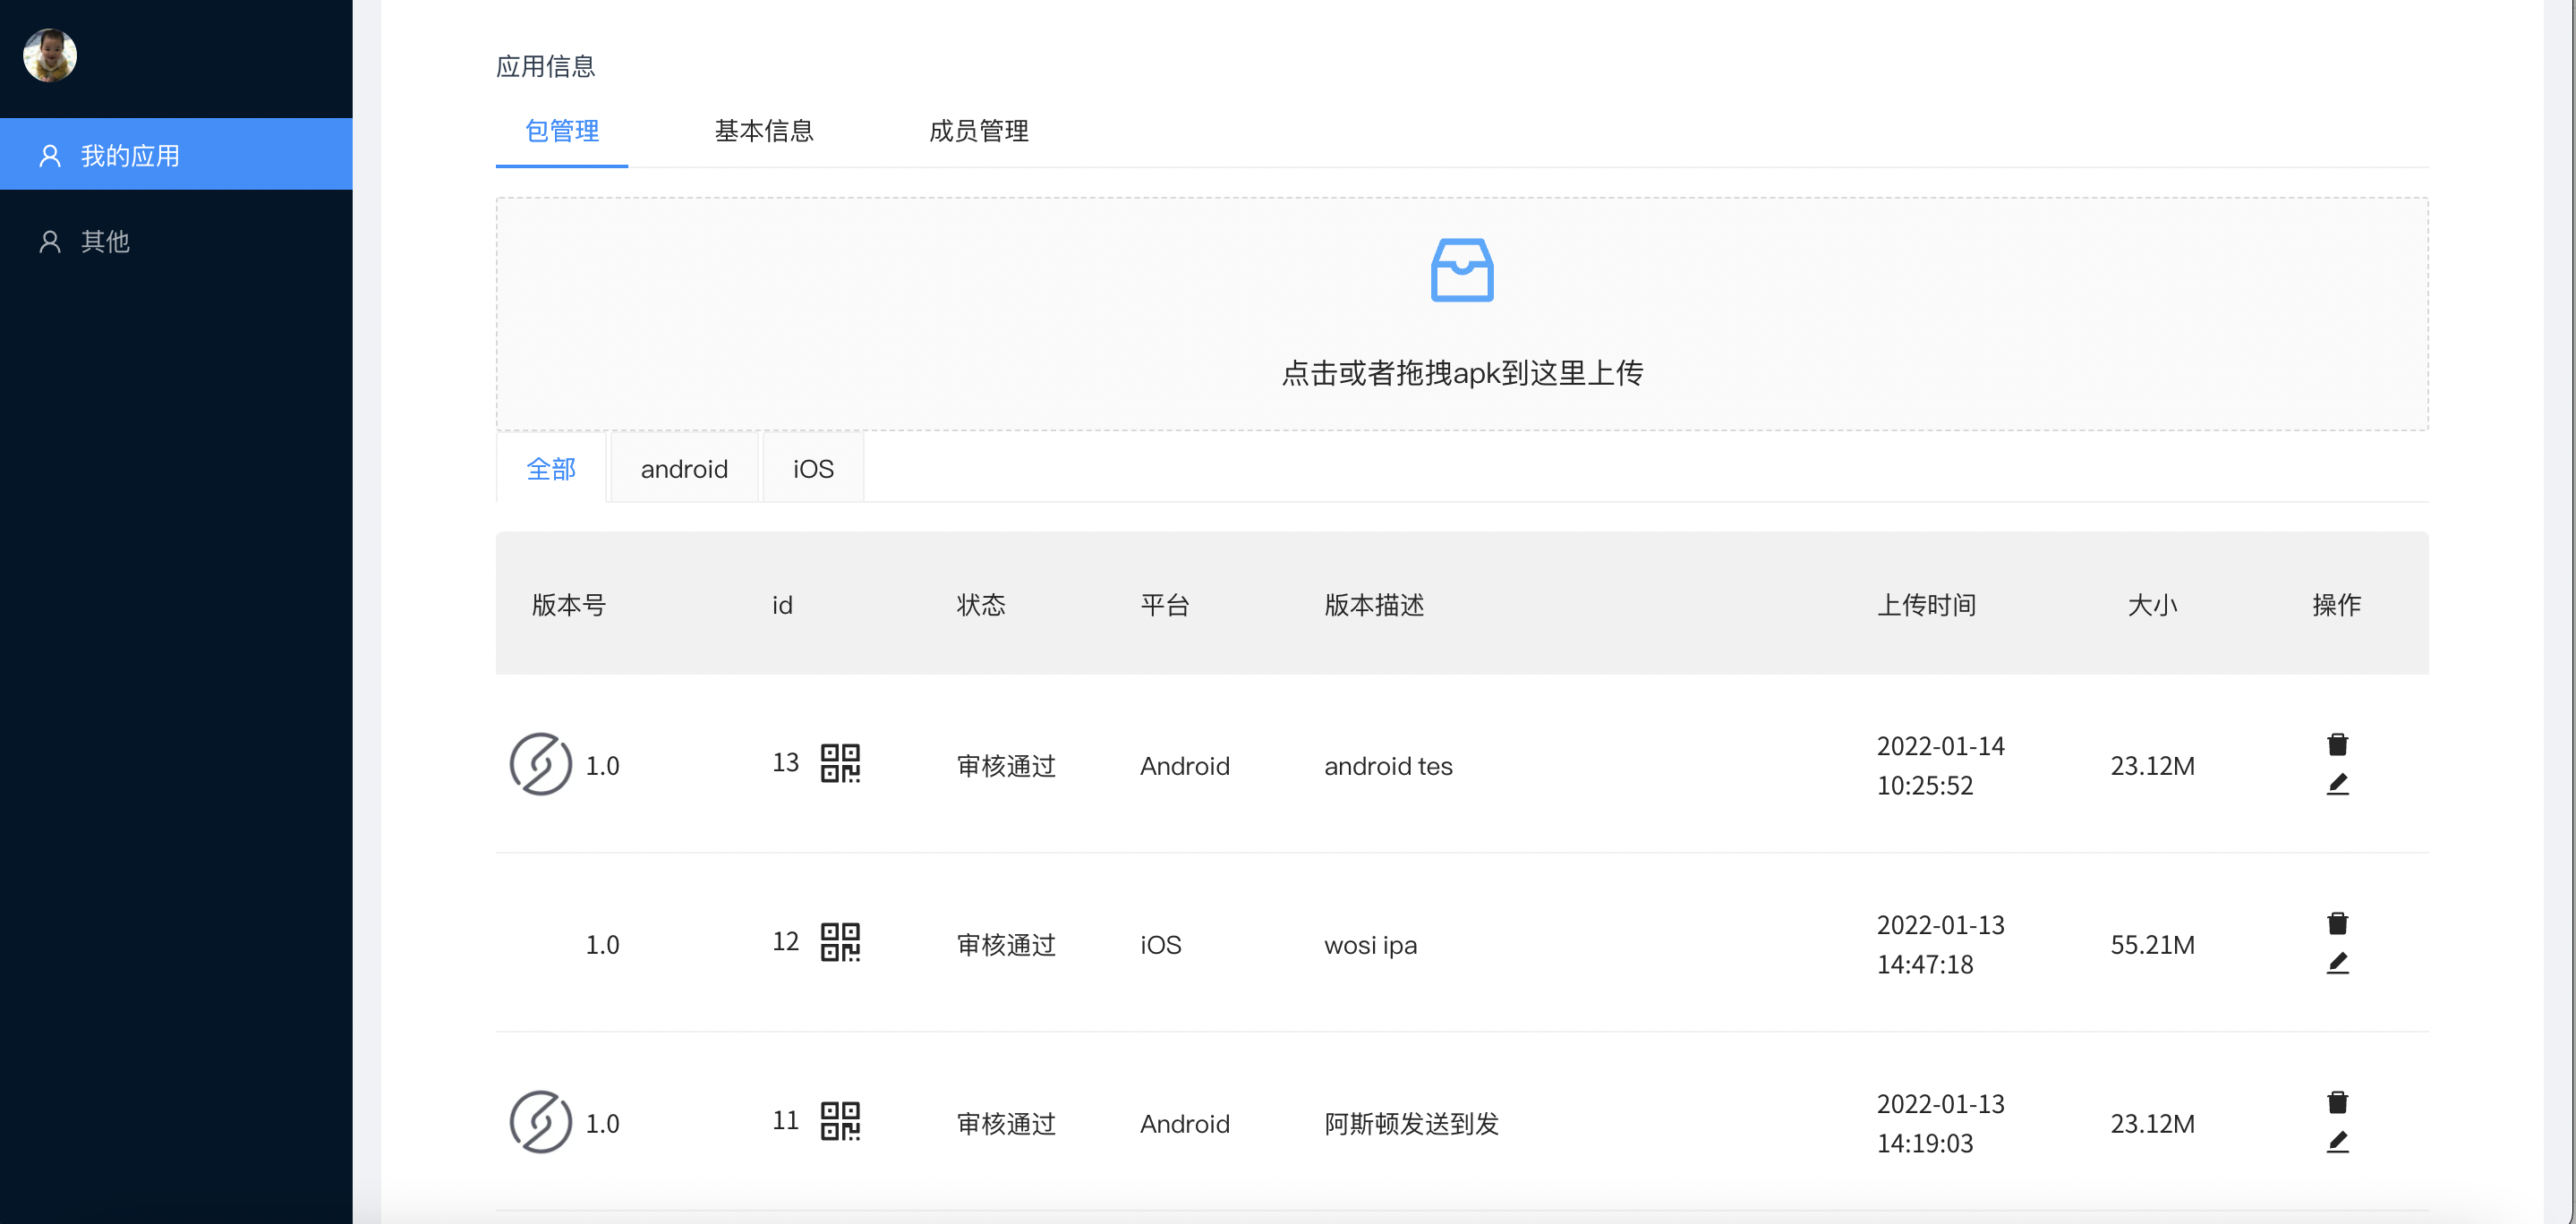 我的应用
其他
应用信息
包管理 基本信息 成员管理
点击或者拖拽apk到这里上传
全部 android iOS
版本号 id 状态 平台 版本描述 上传时间 大小 操作
1.0 13 审核通过 Android android tes 2022-01-14 10:25:52 23.12M
1.0 12 审核通过 iOS wosi ipa 2022-01-13 14:47:18 55.21M
1.0 11 审核通过 Android 阿斯顿发送到发 2022-01-13 14:19:03 23.12M